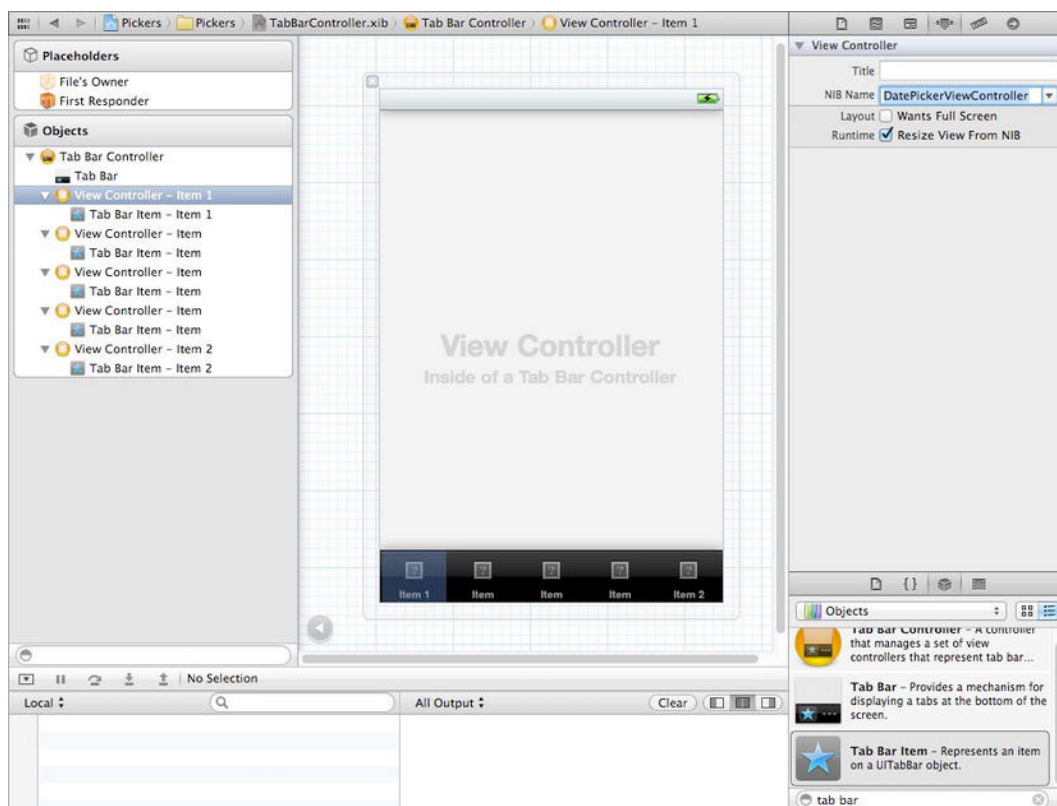 Pickers
Pickers
TabBarController.xib
Tab Bar Controller
View Controller – Item 1
Placeholders
File's Owner
First Responder
Objects
Tab Bar Controller
Tab Bar
View Controller – Item 1
Tab Bar Item – Item 1
View Controller – Item
Tab Bar Item – Item
View Controller – Item
Tab Bar Item – Item
View Controller – Item
Tab Bar Item – Item
View Controller – Item 2
Tab Bar Item – Item 2
View Controller
Inside of a Tab Bar Controller
Item 1
Item
Item
Item
Item 2
No Selection
Local
All Output
Clear
View Controller
Title
NIB Name DatePickerViewController
Layout Wants Full Screen
Runtime Resize View From NIB
Objects
Tab Bar Controller – A controller
that manages a set of view
controllers that represent tab bar...
Tab Bar – Provides a mechanism for
displaying a tabs at the bottom of the
screen.
Tab Bar Item – Represents an item
on a UITabBar object.
tab bar